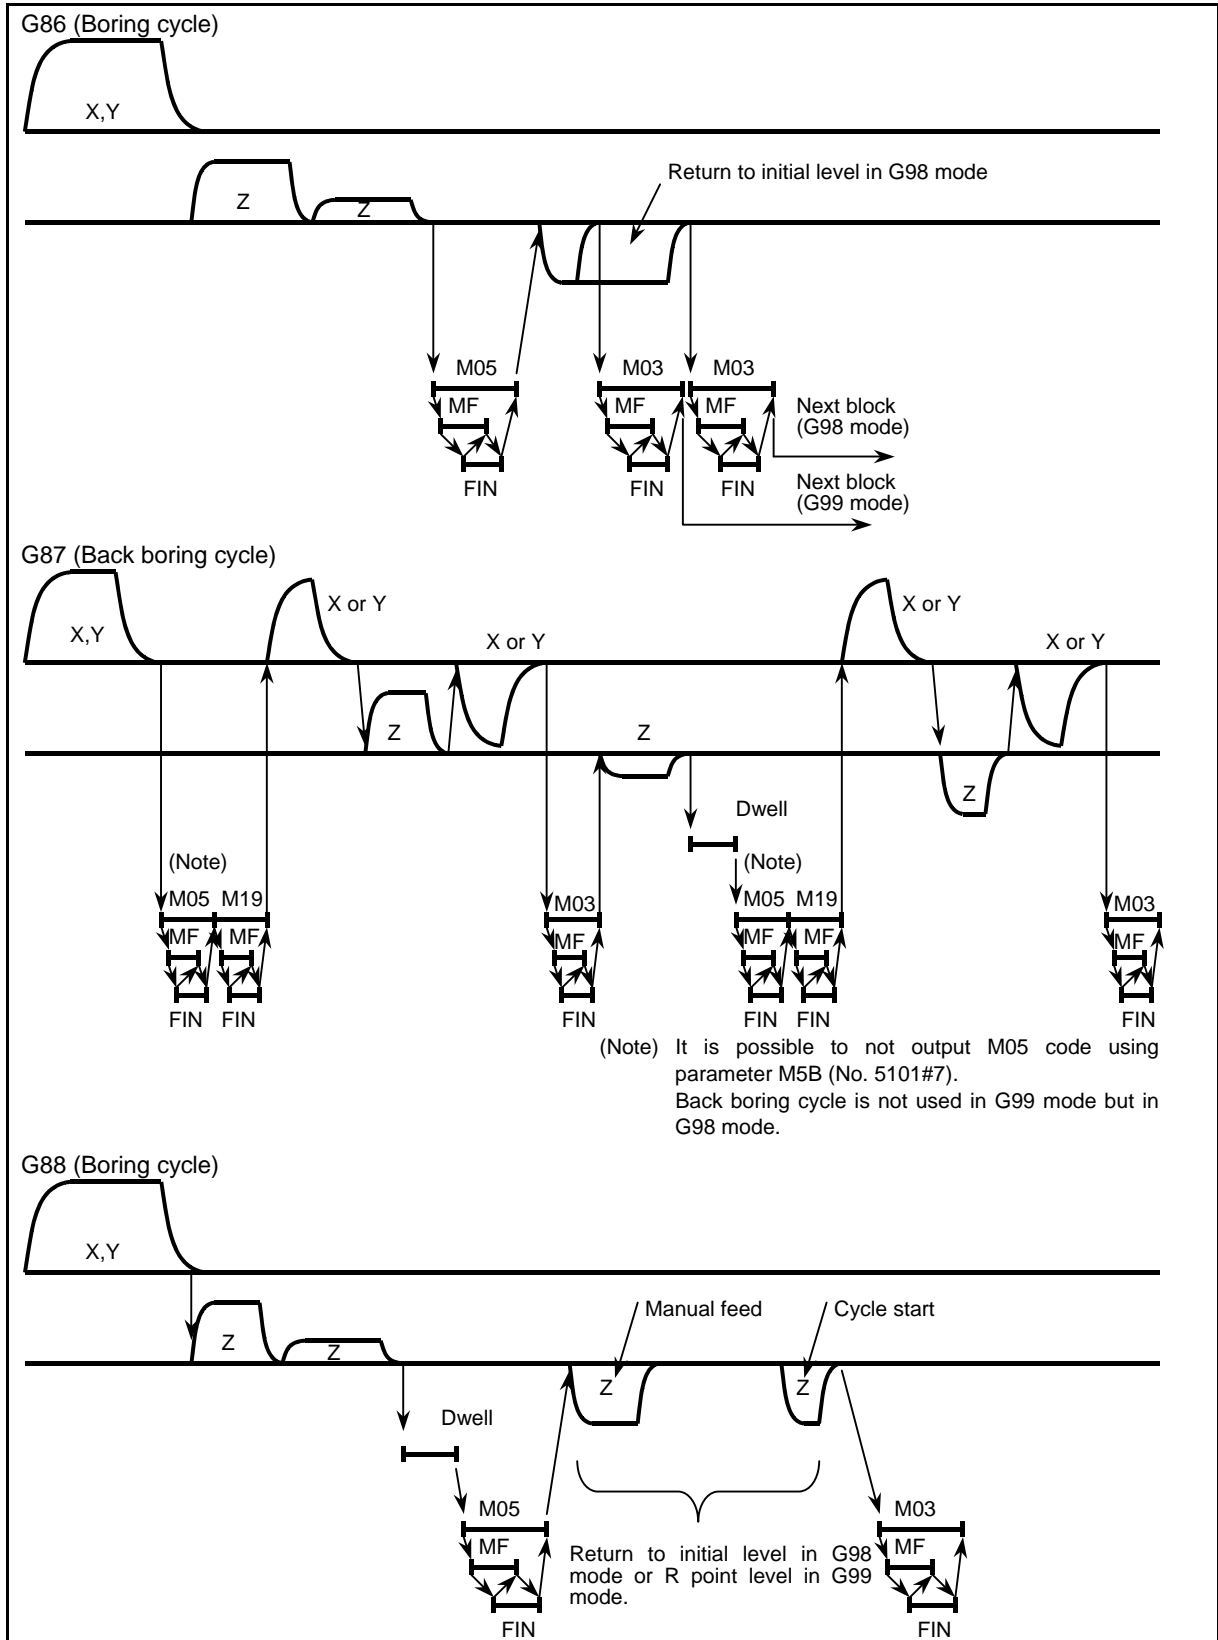 G86 (Boring cycle)
X,Y
Return to initial level in G98 mode
Z
Z
M05
M03
M03
MF
MF
MF
Next block
(G98 mode)
FIN
FIN
FIN
Next block
(G99 mode)
G87 (Back boring cycle)
X or Y
X or Y
X,Y
X or Y
X or Y
Z
Z
Z
Dwell
(Note)
(Note)
M05
M19
M03
M05
M19
M03
MF
MF
MF
MF
MF
MF
FIN
FIN
FIN
FIN
FIN
FIN
(Note) It is possible to not output M05 code using
parameter M5B (No. 5101#7).
Back boring cycle is not used in G99 mode but in
G98 mode.
G88 (Boring cycle)
X,Y
Manual feed
Cycle start
Z
Z
Z
Z
Dwell
M05
M03
MF
MF
Return to initial level in G98
mode or R point level in G99
mode.
FIN
FIN